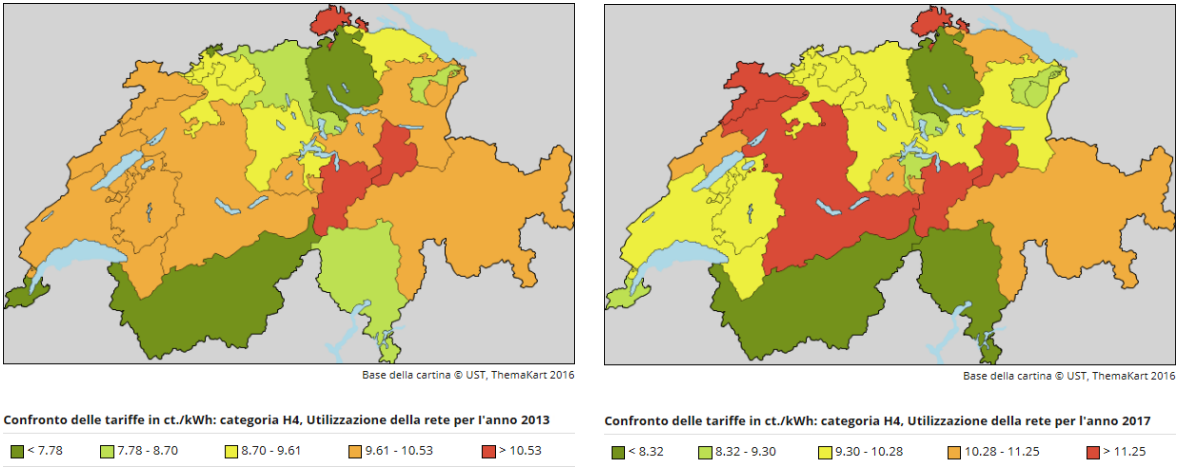 Base della cartina © UST, ThemaKart 2016
Confronto delle tariffe in ct./kWh: categoria H4, Utilizzazione della rete per l'anno 2013
< 7.78 7.78 - 8.70 8.70 - 9.61 9.61 - 10.53 > 10.53
Base della cartina © UST, ThemaKart 2016
Confronto delle tariffe in ct./kWh: categoria H4, Utilizzazione della rete per l'anno 2017
< 8.32 8.32 - 9.30 9.30 - 10.28 10.28 - 11.25 > 11.25